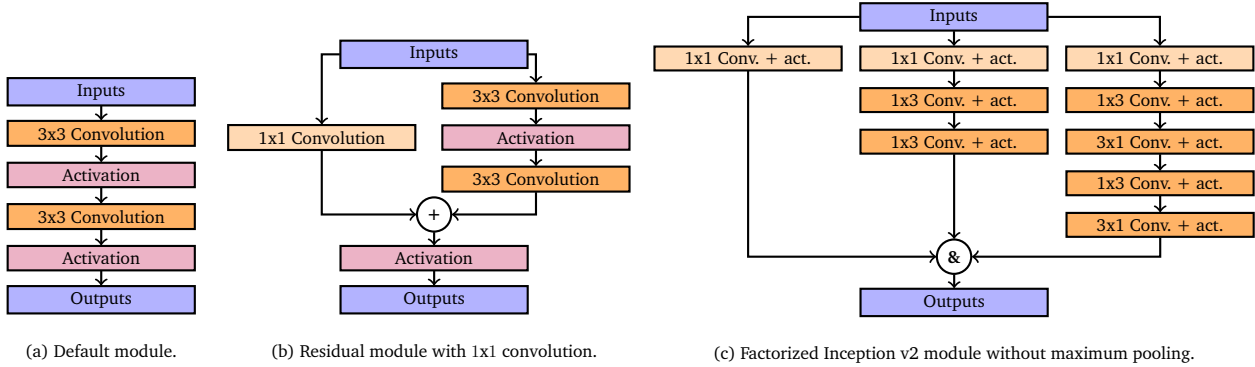 Inputs
3x3 Convolution
Activation
3x3 Convolution
Activation
Outputs
(a) Default module.
Inputs
1x1 Convolution
3x3 Convolution
Activation
3x3 Convolution
+
Activation
Outputs
(b) Residual module with 1x1 convolution.
Inputs
1x1 Conv. + act.
1x1 Conv. + act.
1x3 Conv. + act.
1x3 Conv. + act.
1x1 Conv. + act.
1x3 Conv. + act.
3x1 Conv. + act.
1x3 Conv. + act.
3x1 Conv. + act.
&
Outputs
(c) Factorized Inception v2 module without maximum pooling.